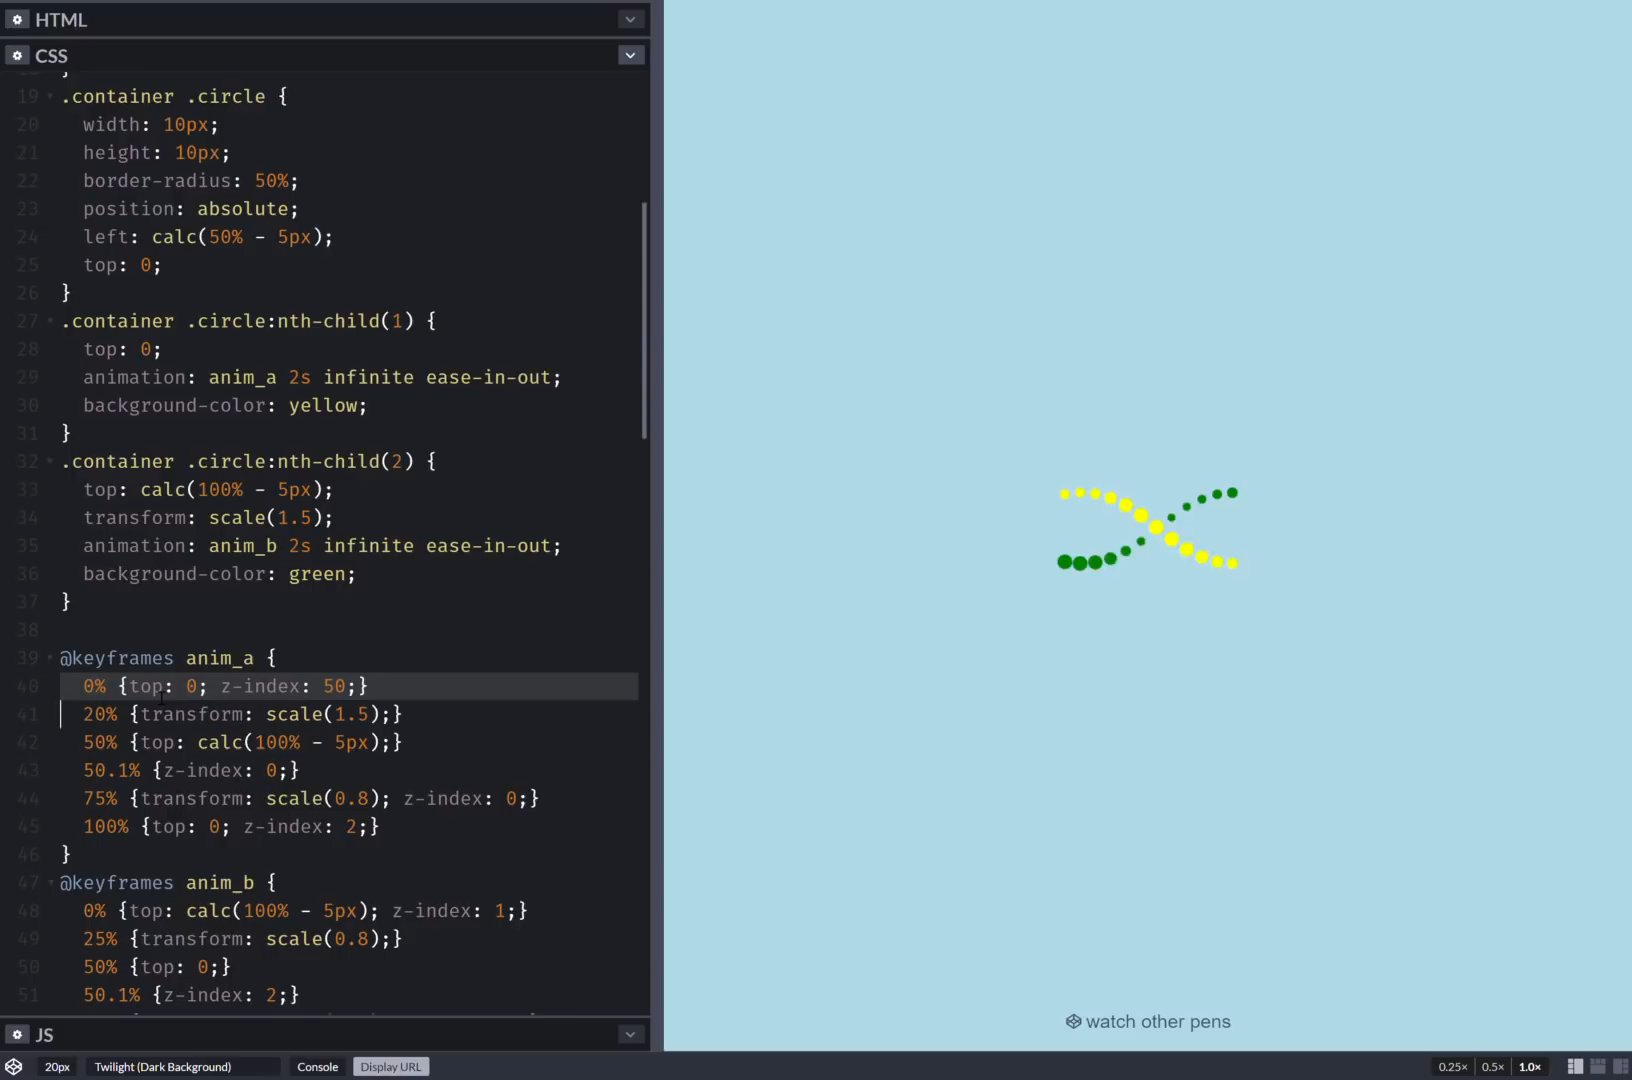 HTML
CSS
}
19 .container .circle {
20 width: 10px;
21 height: 10px;
22 border-radius: 50%;
23 position: absolute;
24 left: calc(50% - 5px);
25 top: 0;
26 }
27 .container .circle:nth-child(1) {
28 top: 0;
29 animation: anim_a 2s infinite ease-in-out;
30 background-color: yellow;
31 }
32 .container .circle:nth-child(2) {
33 top: calc(100% - 5px);
34 transform: scale(1.5);
35 animation: anim_b 2s infinite ease-in-out;
36 background-color: green;
37 }
38
39 @keyframes anim_a {
40 0% {top: 0; z-index: 50;}
41 20% {transform: scale(1.5);}
42 50% {top: calc(100% - 5px);}
43 50.1% {z-index: 0;}
44 75% {transform: scale(0.8); z-index: 0;}
45 100% {top: 0; z-index: 2;}
46 }
47 @keyframes anim_b {
48 0% {top: calc(100% - 5px); z-index: 1;}
49 25% {transform: scale(0.8);}
50 50% {top: 0;}
51 50.1% {z-index: 2;}
JS
watch other pens
20px Twilight (Dark Background) Console Display URL 0.25× 0.5× 1.0×